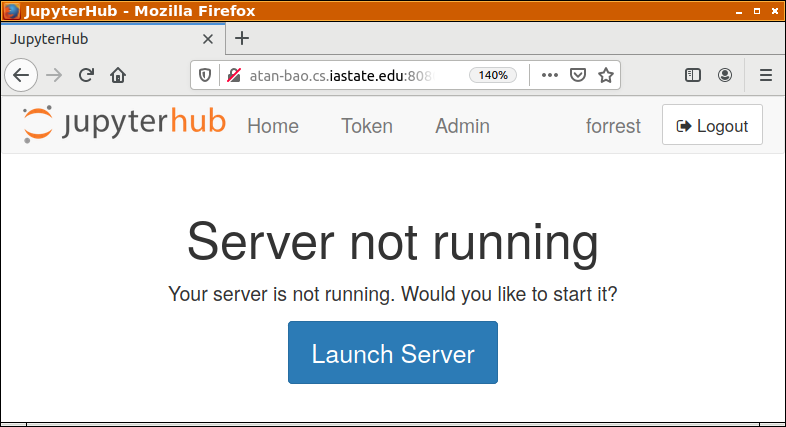 JupyterHub - Mozilla Firefox
JupyterHub
atan-bao.cs.iastate.edu:808
140%
jupyterhub Home Token Admin forrest Logout
Server not running
Your server is not running. Would you like to start it?
Launch Server